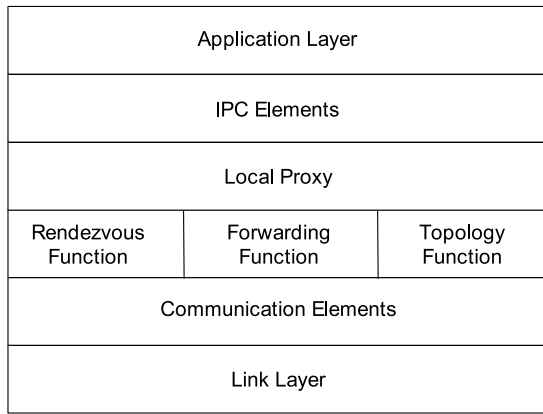 Application Layer
IPC Elements
Local Proxy
Rendezvous
Function
Forwarding
Function
Topology
Function
Communication Elements
Link Layer